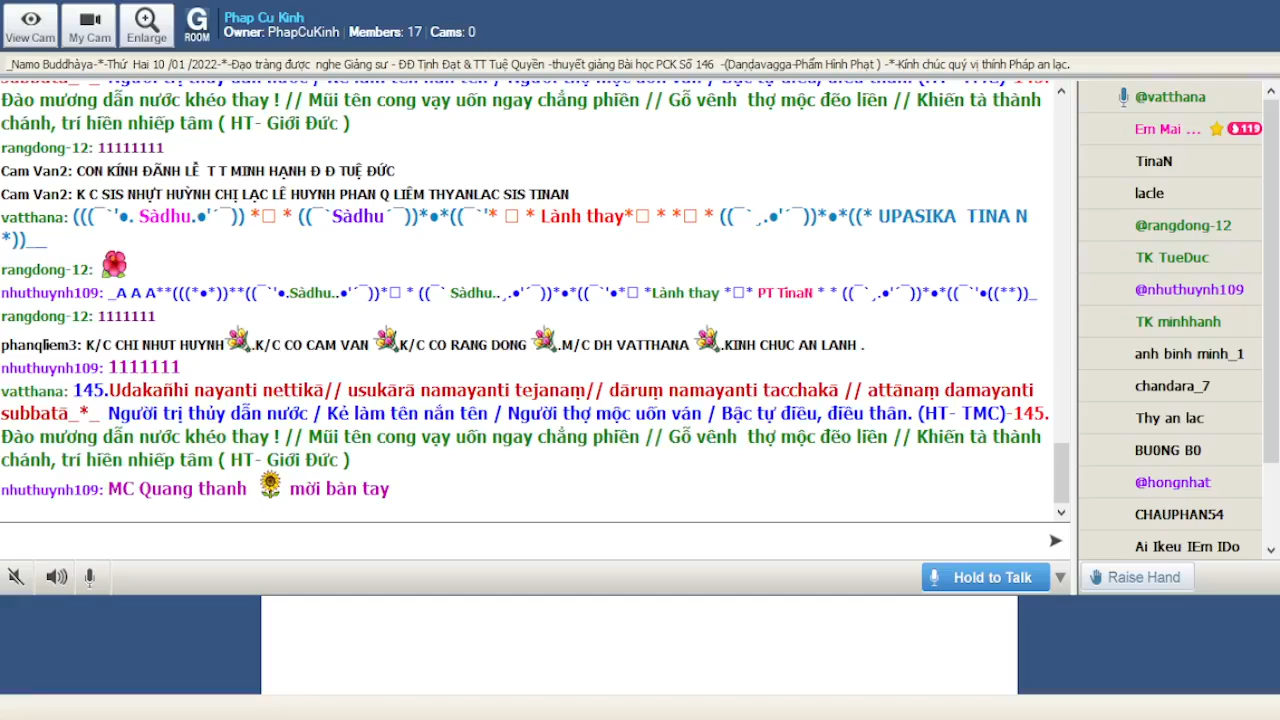 View Cam
My Cam
Enlarge
G
ROOM
Phap Cu Kinh
Owner: PhapCuKinh | Members: 17 | Cams: 0
_Namo Buddhàya-*-Thứ Hai 10 /01 /2022-*-Đạo tràng được nghe Giảng sư - ĐĐ Tịnh Đạt & TT Tuệ Quyền -thuyết giảng Bài học PCK Số 146 -(Daṇḍavagga-Phẩm Hình Phạt ) -*-Kính chúc quý vị thính Pháp an lạc.
Đào mương dẫn nước khéo thay ! // Mũi tên cong vạy uốn ngay chẳng phiền // Gỗ vênh thợ mộc đẽo liền // Khiến tà thành
chánh, trí hiền nhiếp tâm ( HT- Giới Đức )
rangdong-12: 11111111
Cam Van2: CON KÍNH ĐÃNH LỄ T T MINH HẠNH Đ Đ TUỆ ĐỨC
Cam Van2: K C SIS NHỰT HUỲNH CHỊ LẠC LÊ HUYNH PHAN Q LIÊM THYANLAC SIS TINAN
vatthana: (((¯`'●. Sàdhu.●'´¯)) *□ * ((¯`Sàdhu´¯))*●*((¯`'* □ * Lành thay*□ * *□ * ((¯`¸.●'´¯))*●*((* UPASIKA TINA N
*))__
rangdong-12:
nhuthuynh109: _A A A**(((*●*))**((¯`'●.Sàdhu..●'´¯))*□ * ((¯` Sàdhu..¸.●'´¯))*●*((¯`'●*□ *Lành thay *□* PT TinaN * * ((¯`¸.●'´¯))*●*((¯`'●((**))_
rangdong-12: 1111111
phanqliem3: K/C CHI NHUT HUYNH .K/C CO CAM VAN K/C CO RANG DONG .M/C DH VATTHANA .KINH CHUC AN LANH .
nhuthuynh109: 1111111
vatthana: 145.Udakañhi nayanti nettikā// usukārā namayanti tejanaṃ// dāruṃ namayanti tacchakā // attānaṃ damayanti
subbatā_*_ Người trị thủy dẫn nước / Kẻ làm tên nắn tên / Người thợ mộc uốn ván / Bậc tự điều, điều thân. (HT- TMC)-145.
Đào mương dẫn nước khéo thay ! // Mũi tên cong vạy uốn ngay chẳng phiền // Gỗ vênh thợ mộc đẽo liền // Khiến tà thành
chánh, trí hiền nhiếp tâm ( HT- Giới Đức )
nhuthuynh109: MC Quang thanh mời bàn tay
@vatthana
Em Mai ... 119
TinaN
lacle
@rangdong-12
TK TueDuc
@nhuthuynh109
TK minhhanh
anh binh minh_1
chandara_7
Thy an lac
BU0NG B0
@hongnhat
CHAUPHAN54
Ai Ikeu IEm IDo
Hold to Talk
Raise Hand